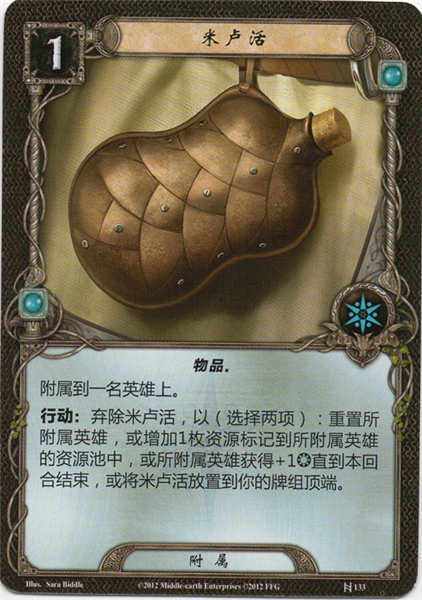 1
米卢活
物品.
附属到一名英雄上。
行动：弃除米卢活，以（选择两项）：重置所
附属英雄，或增加1枚资源标记到所附属英雄
的资源池中，或所附属英雄获得+1直到本回
合结束，或将米卢活放置到你的牌组顶端。
附属
Illus. Sara Biddle
©2012 Middle-earth Enterprises ©2012 FFG
133